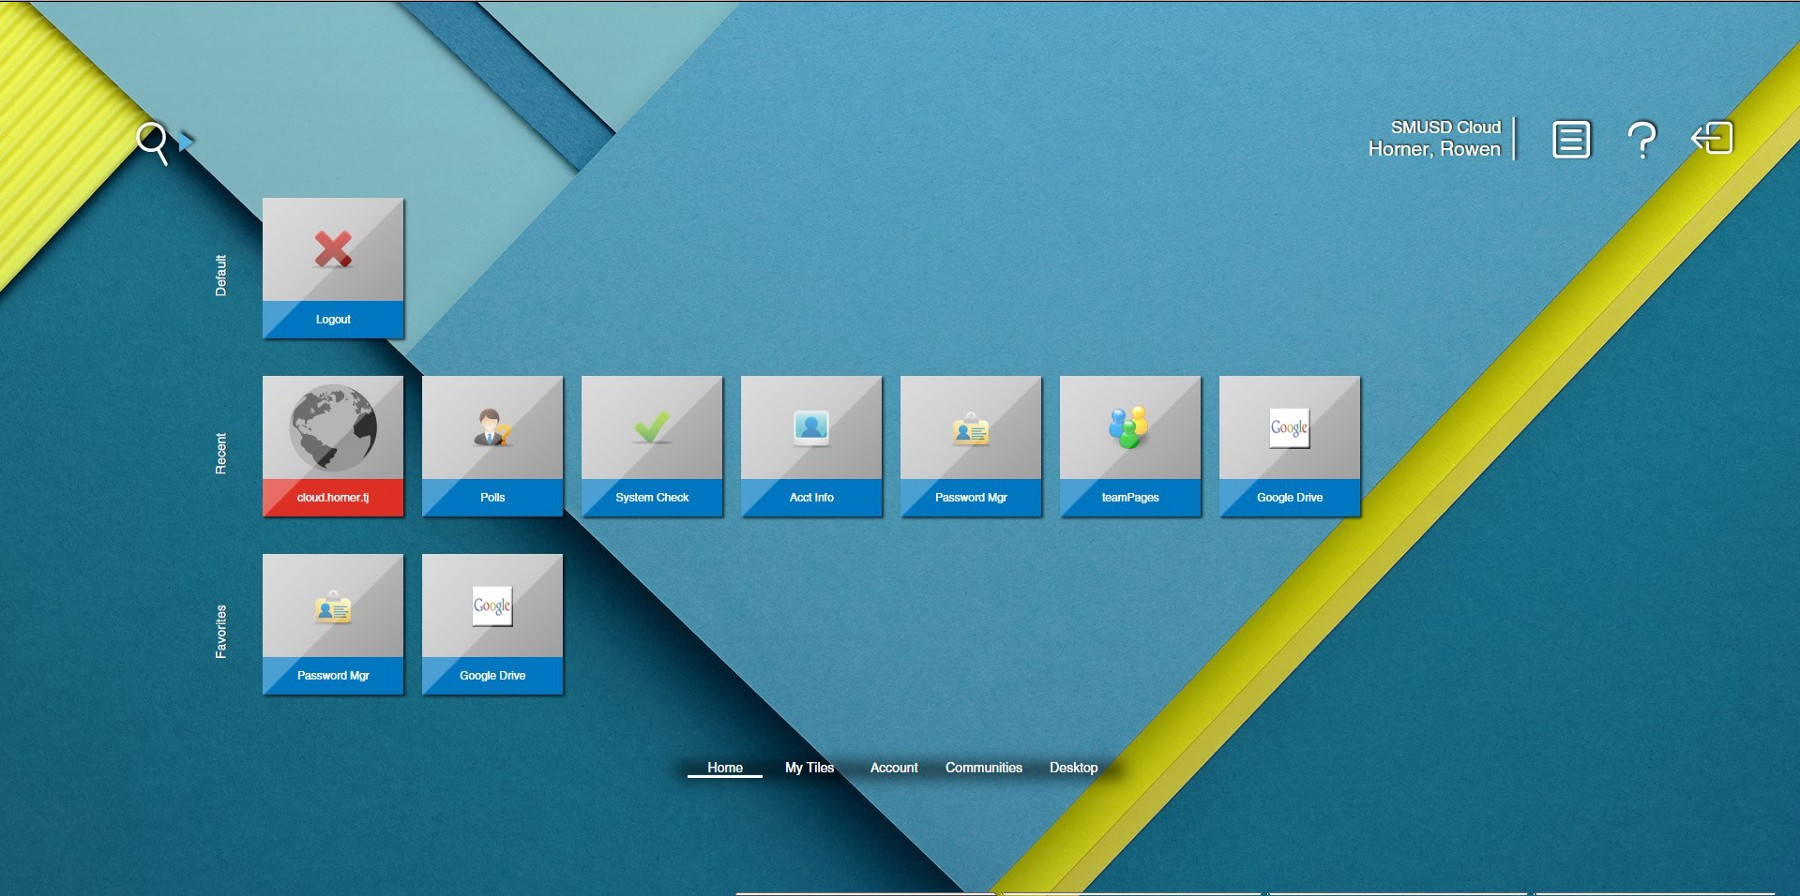 SMUSD Cloud
Horner, Rowen
Default
Logout
Recent
cloud.horner.tj
Polls
System Check
Acct Info
Password Mgr
teamPages
Google
Google Drive
Favorites
Password Mgr
Google
Google Drive
Home
My Tiles
Account
Communities
Desktop